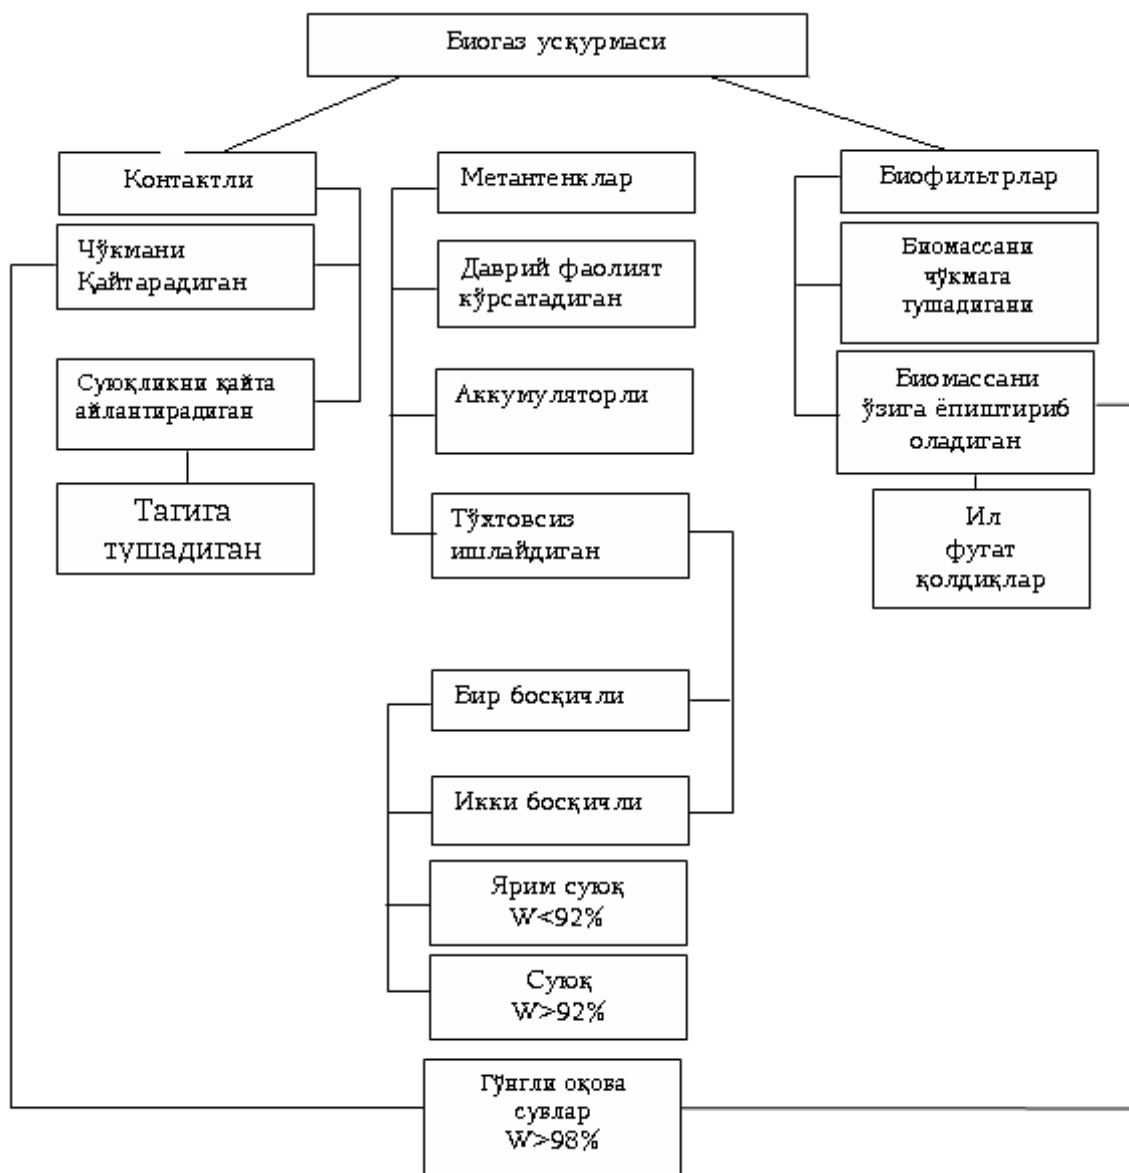 Биогаз усқурмаси
Контактли
Чўкмани
Қайтарадиган
Суюқликни қайта
айлантирадиган
Тагига
тушадиган
Метантенклар
Даврий фаолият
кўрсатадиган
Аккумуляторли
Тўхтовсиз
ишлайдиган
Бир босқичли
Икки босқичли
Ярим суюқ
W<92%
Суюқ
W>92%
Гўнгли оқова
сувлар
W>98%
Биофильтрлар
Биомассани
чўкмага
тушадигани
Биомассани
ўзига ёпиштириб
оладиган
Ил
фугат
қолдиқлар